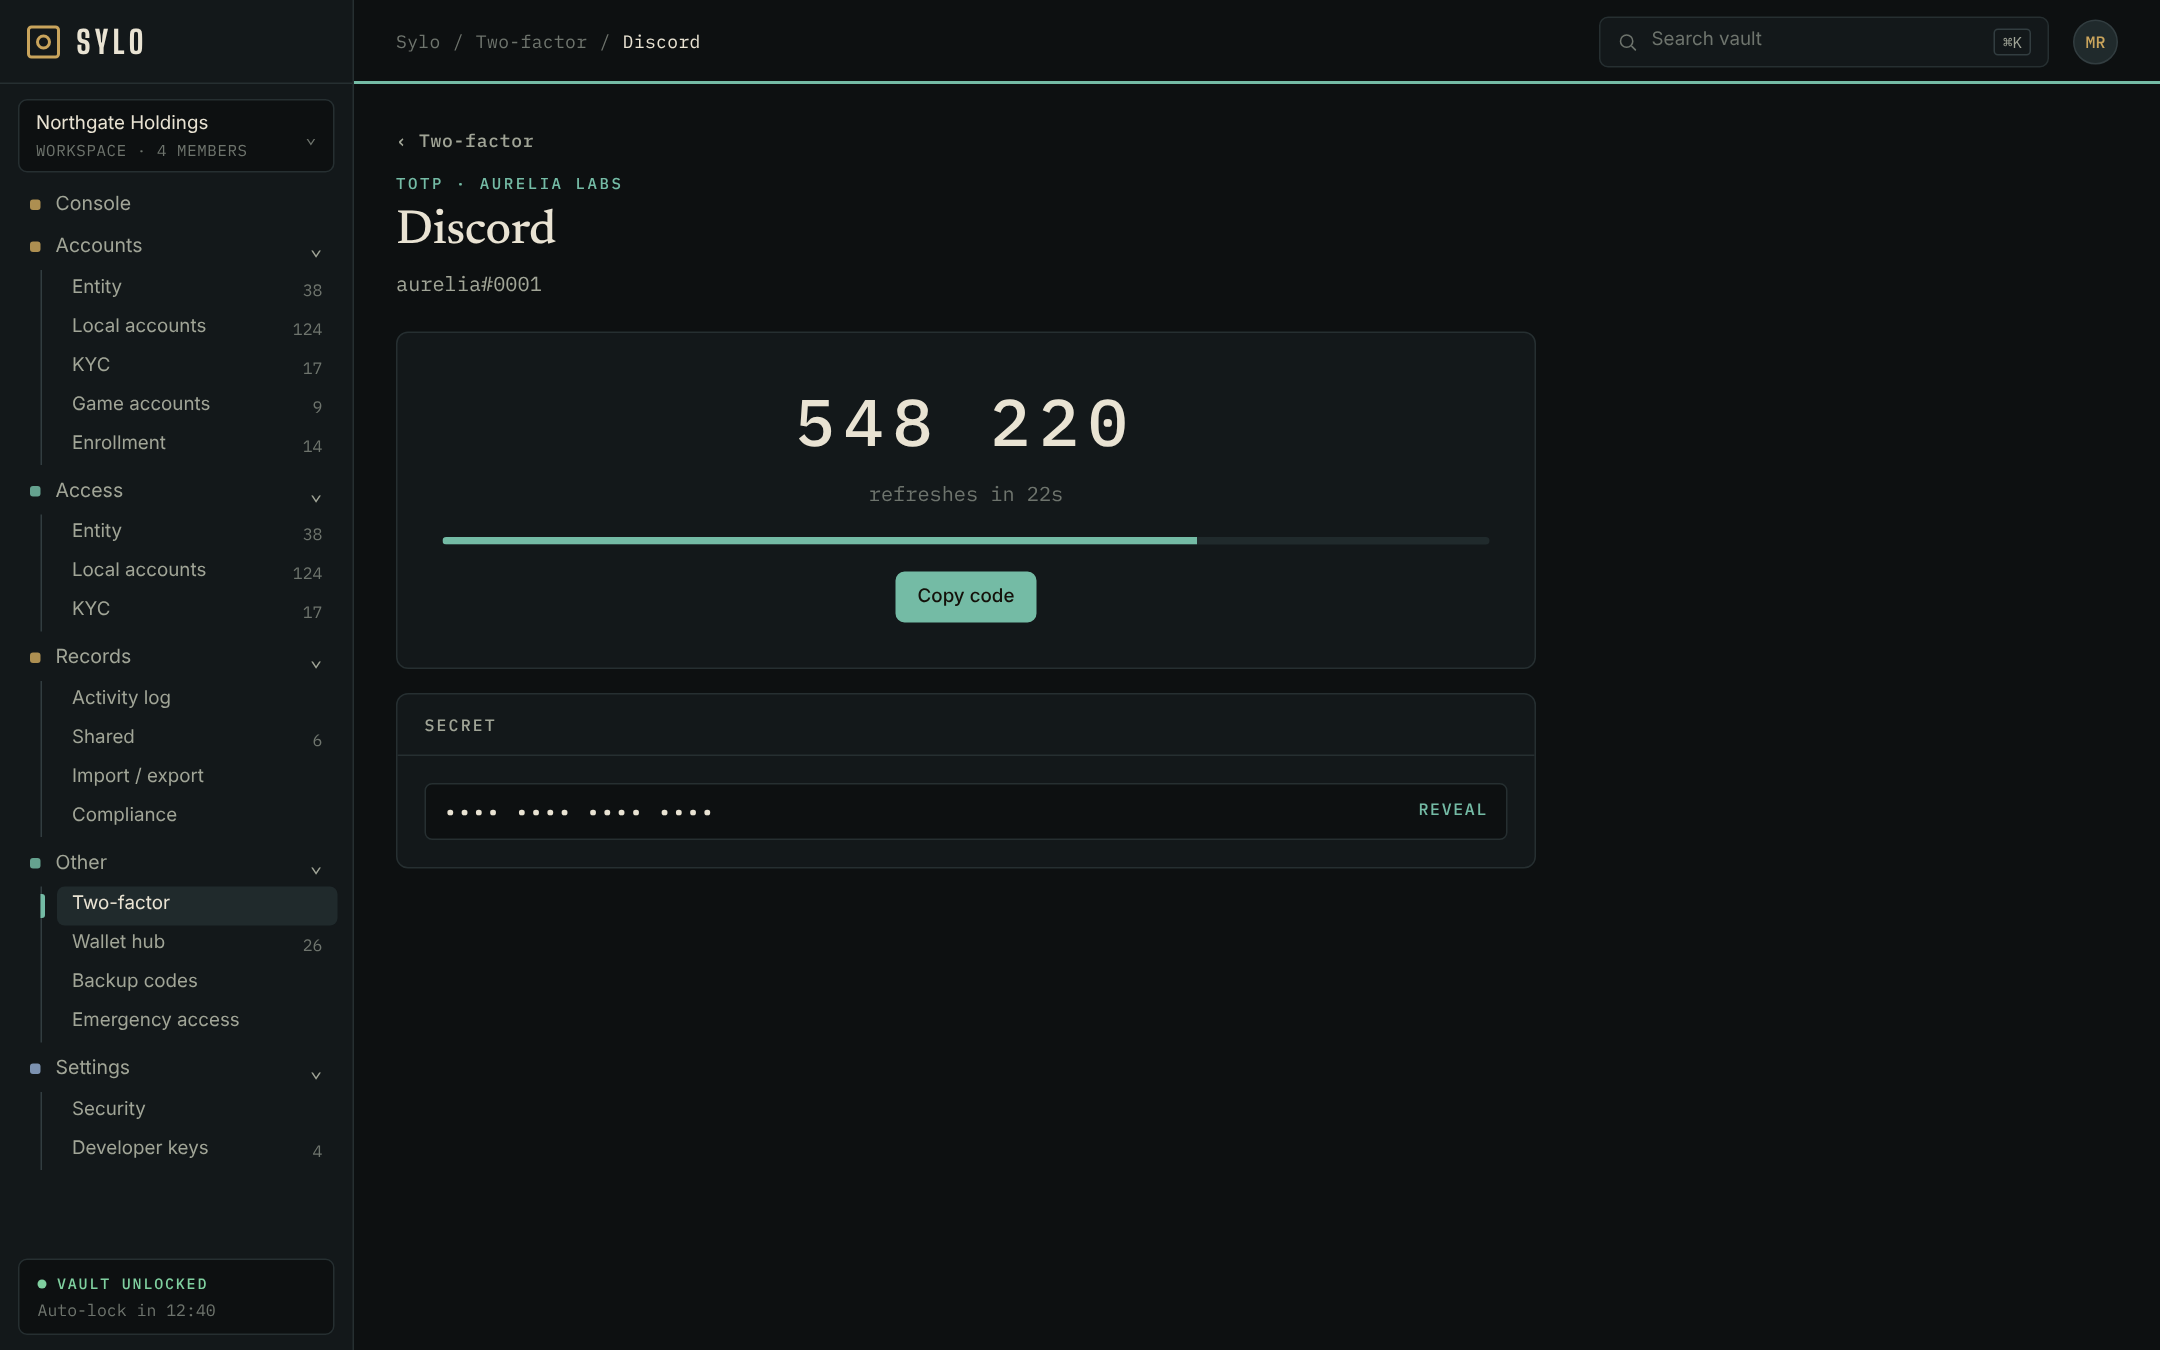 SYLO
Northgate Holdings
WORKSPACE · 4 MEMBERS
Console
Accounts
Entity 38
Local accounts 124
KYC 17
Game accounts 9
Enrollment 14
Access
Entity 38
Local accounts 124
KYC 17
Records
Activity log
Shared 6
Import / export
Compliance
Other
Two-factor
Wallet hub 26
Backup codes
Emergency access
Settings
Security
Developer keys 4
VAULT UNLOCKED
Auto-lock in 12:40
Sylo / Two-factor / Discord
Search vault ⌘K
MR
‹ Two-factor
TOTP · AURELIA LABS
Discord
aurelia#0001
548 220
refreshes in 22s
Copy code
SECRET
•••• •••• •••• •••• REVEAL